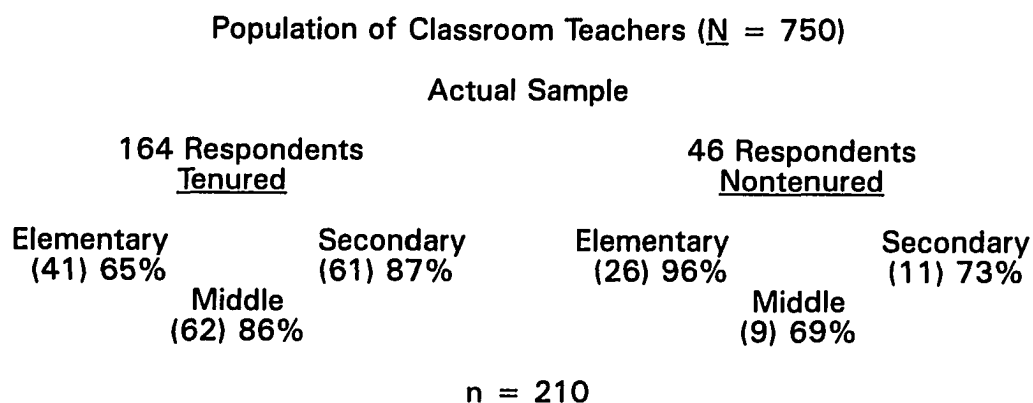 Population of Classroom Teachers (N = 750)
Actual Sample
164 Respondents 46 Respondents
Tenured Nontenured
Elementary Secondary Elementary Secondary
(41) 65% (61) 87% (26) 96% (11) 73%
Middle Middle
(62) 86% (9) 69%
n = 210